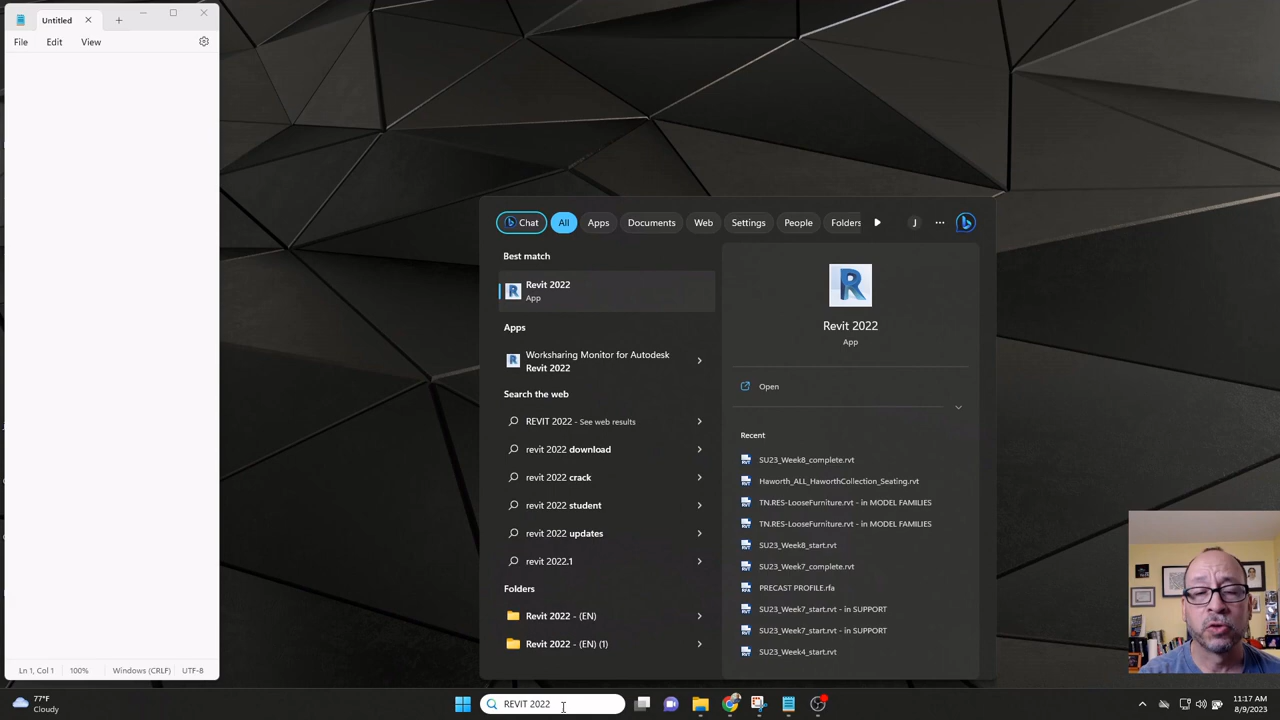 Untitled
File Edit View
Ln 1, Col 1 100% Windows (CRLF) UTF-8
Chat All Apps Documents Web Settings People Folders J
Best match
Revit 2022
App
Apps
Worksharing Monitor for Autodesk
Revit 2022
Search the web
REVIT 2022 - See web results
revit 2022 download
revit 2022 crack
revit 2022 student
revit 2022 updates
revit 2022.1
Folders
Revit 2022 - (EN)
Revit 2022 - (EN) (1)
R
Revit 2022
App
Open
Recent
SU23_Week8_complete.rvt
Haworth_ALL_HaworthCollection_Seating.rvt
TN.RES-LooseFurniture.rvt - in MODEL FAMILIES
TN.RES-LooseFurniture.rvt - in MODEL FAMILIES
SU23_Week8_start.rvt
SU23_Week7_complete.rvt
PRECAST PROFILE.rfa
SU23_Week7_start.rvt - in SUPPORT
SU23_Week7_start.rvt - in SUPPORT
SU23_Week4_start.rvt
77°F
Cloudy
REVIT 2022
11:17 AM
8/9/2023